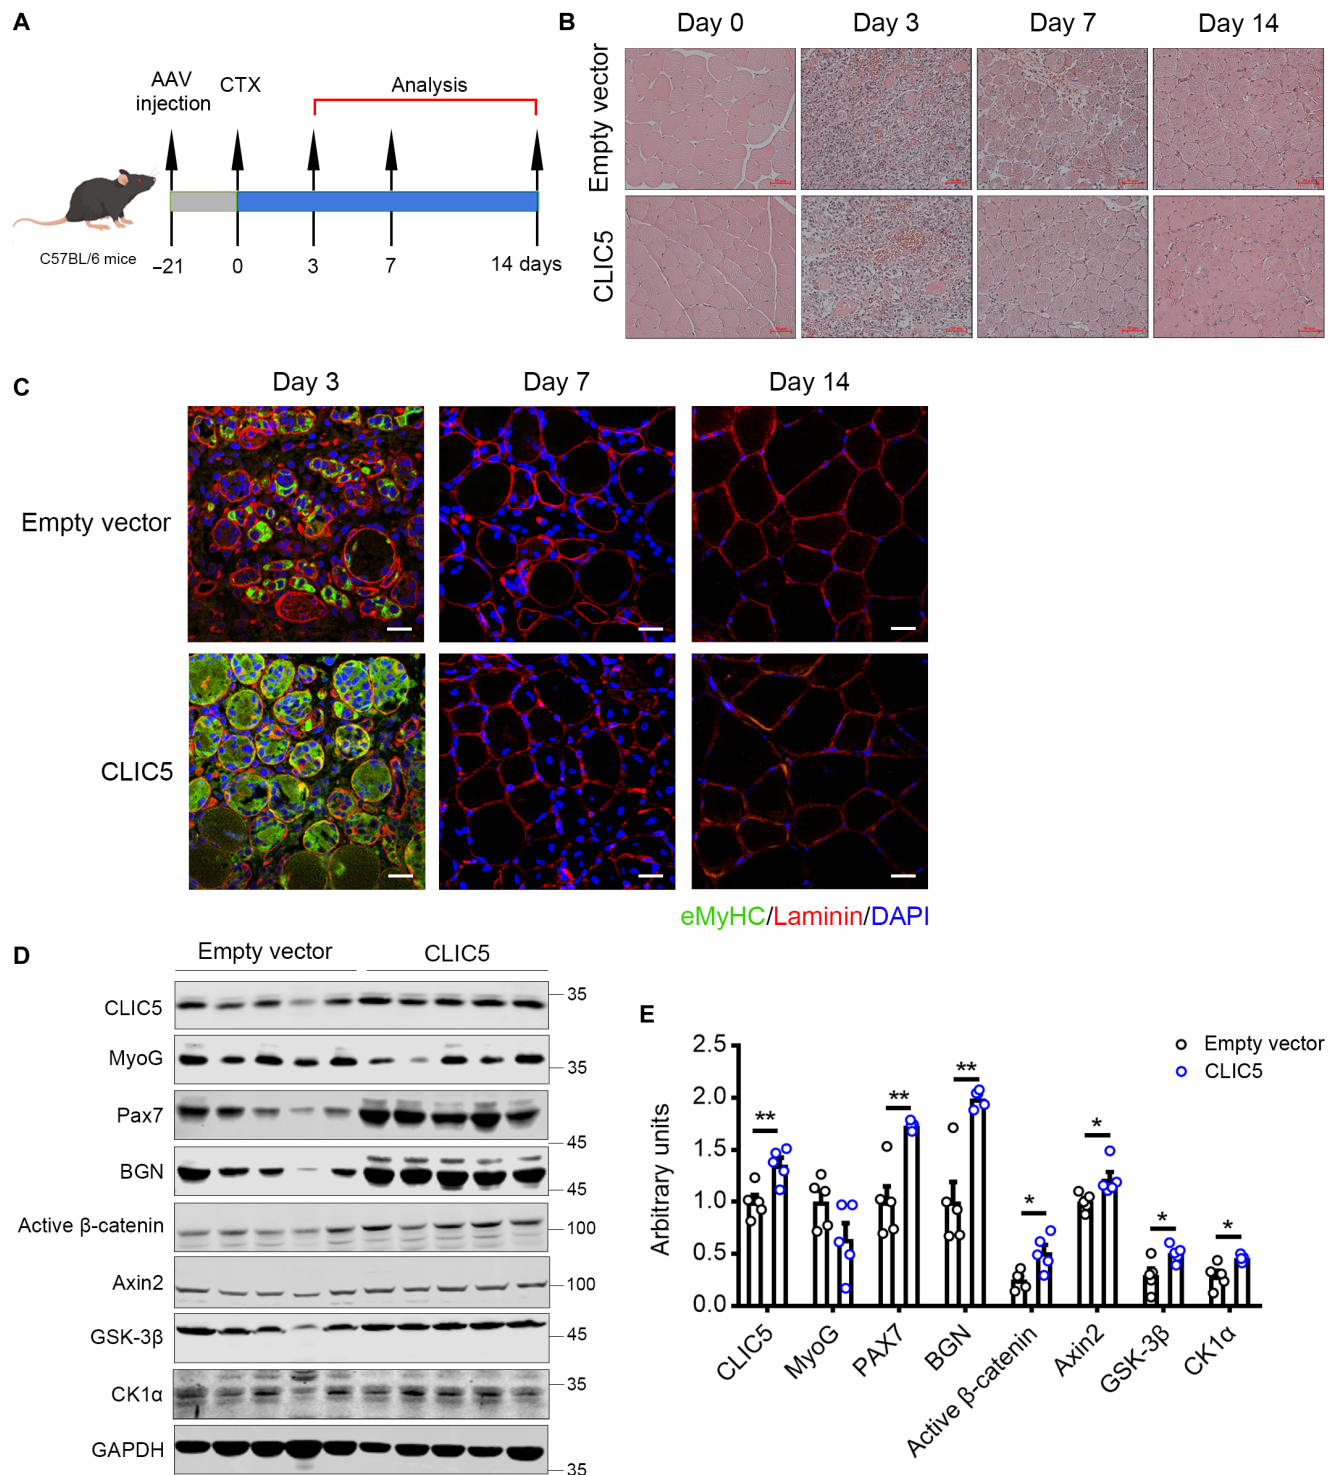 A
AAV
injection
CTX
Analysis
C57BL/6 mice
–21
0
3
7
14 days
B
Day 0
Day 3
Day 7
Day 14
Empty vector
CLIC5
C
Day 3
Day 7
Day 14
Empty vector
CLIC5
eMyHC/Laminin/DAPI
D
Empty vector
CLIC5
CLIC5
35
MyoG
35
Pax7
45
BGN
45
Active β-catenin
100
Axin2
100
GSK-3β
45
CK1α
35
GAPDH
35
E
Empty vector
CLIC5
Arbitrary units
2.5
2.0
1.5
1.0
0.5
0.0
**
**
**
*
*
*
*
CLIC5
MyoG
PAX7
BGN
Active β-catenin
Axin2
GSK-3β
CK1α